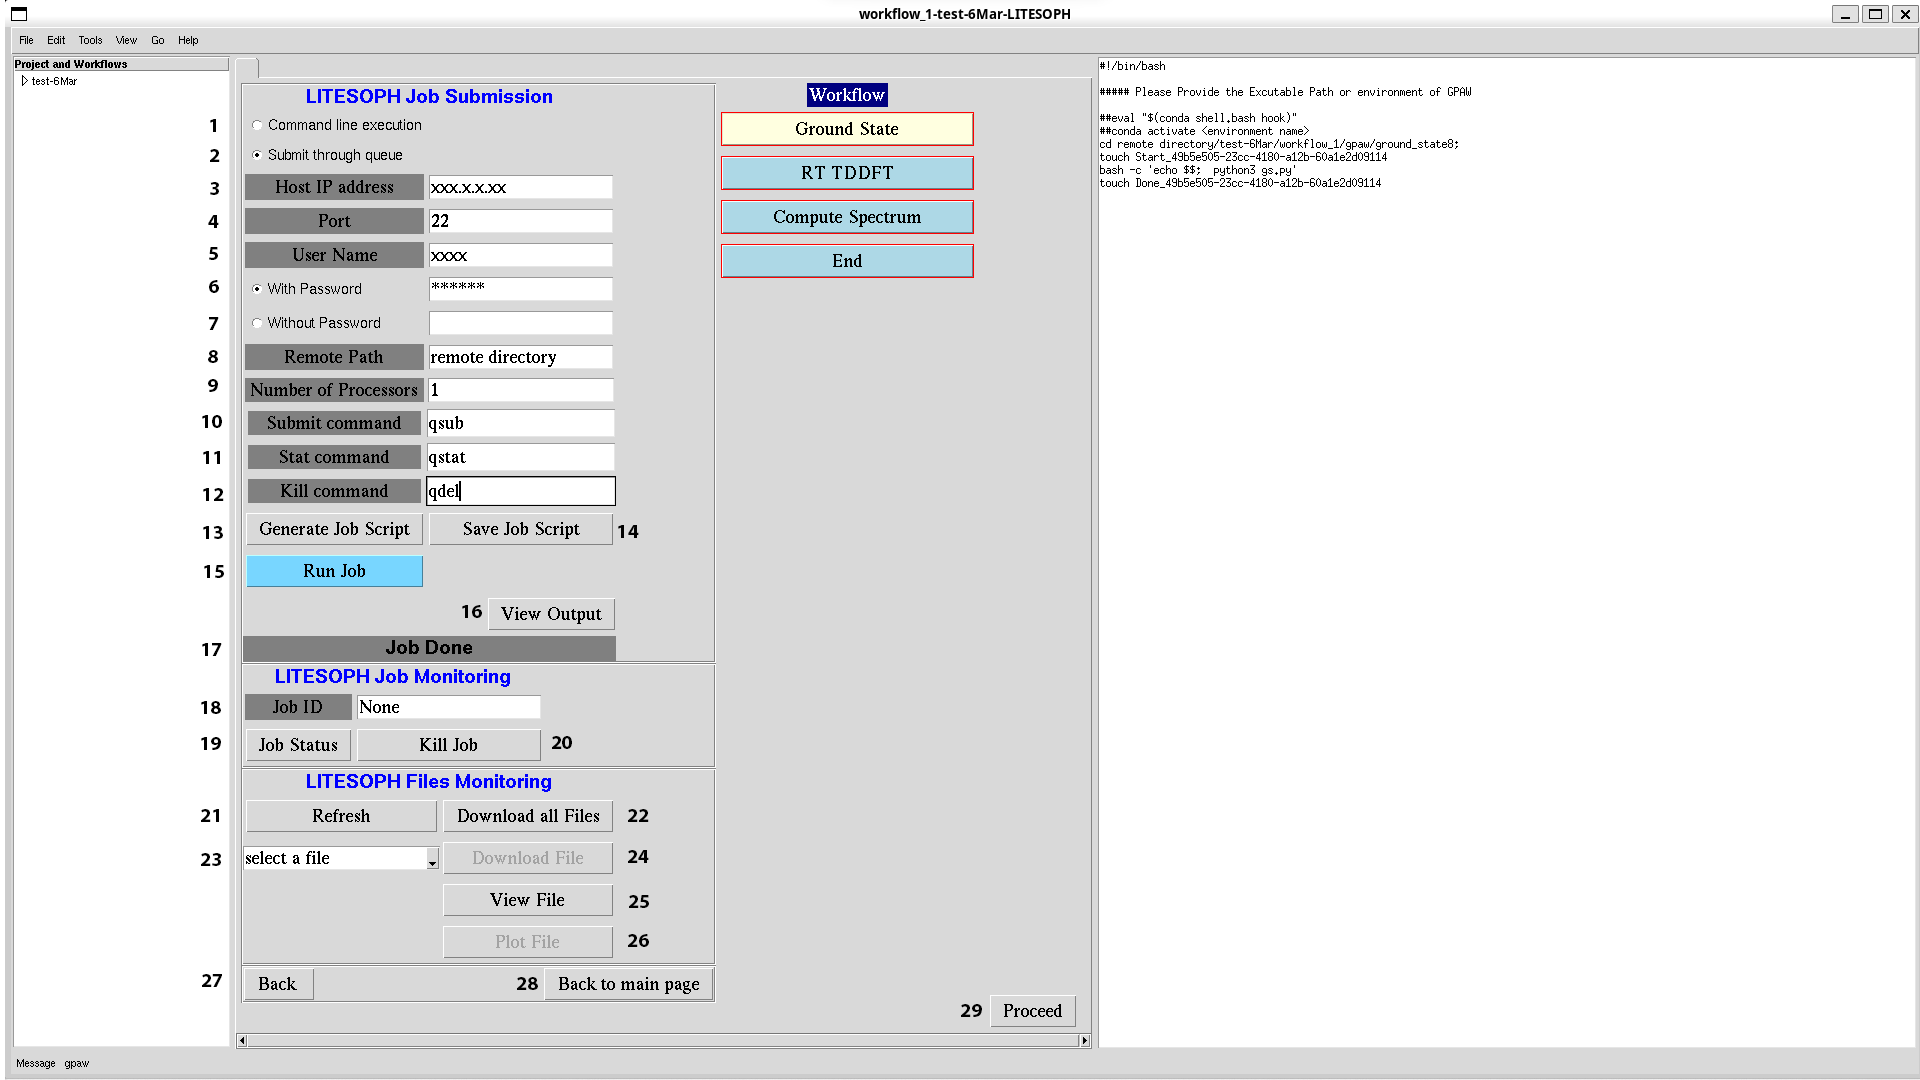 workflow_1-test-6Mar-LITESOPH
File Edit Tools View Go Help
Project and Workflows
test-6Mar
LITESOPH Job Submission
1 Command line execution
2 Submit through queue
3 Host IP address xxx.x.x.xx
4 Port 22
5 User Name xxxx
6 With Password ******
7 Without Password
8 Remote Path remote directory
9 Number of Processors 1
10 Submit command qsub
11 Stat command qstat
12 Kill command qdel
13 Generate Job Script Save Job Script 14
15 Run Job
16 View Output
17 Job Done
LITESOPH Job Monitoring
18 Job ID None
19 Job Status Kill Job 20
LITESOPH Files Monitoring
21 Refresh Download all Files 22
23 select a file Download File 24
View File 25
Plot File 26
27 Back 28 Back to main page
29 Proceed
Workflow
Ground State
RT TDDFT
Compute Spectrum
End
#!/bin/bash
##### Please Provide the Excutable Path or environment of GPAW
##eval "$(conda shell.bash hook)"
##conda activate <environment name>
cd remote directory/test-6Mar/workflow_1/gpaw/ground_state8;
touch Start_49b5e505-23cc-4180-a12b-60a1e2d09114
bash -c 'echo $$;  python3 gs.py'
touch Done_49b5e505-23cc-4180-a12b-60a1e2d09114
Message gpaw